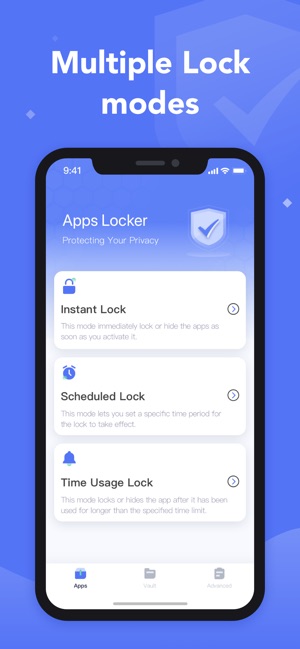 Multiple Lock
modes
9:41
Apps Locker
Protecting Your Privacy
Instant Lock
This mode immediately lock or hide the apps as
soon as you activate it.
Scheduled Lock
This mode lets you set a specific time period for
the lock to take effect.
Time Usage Lock
This mode locks or hides the app after it has been
used for longer than the specified time limit.
Apps
Vault
Advanced